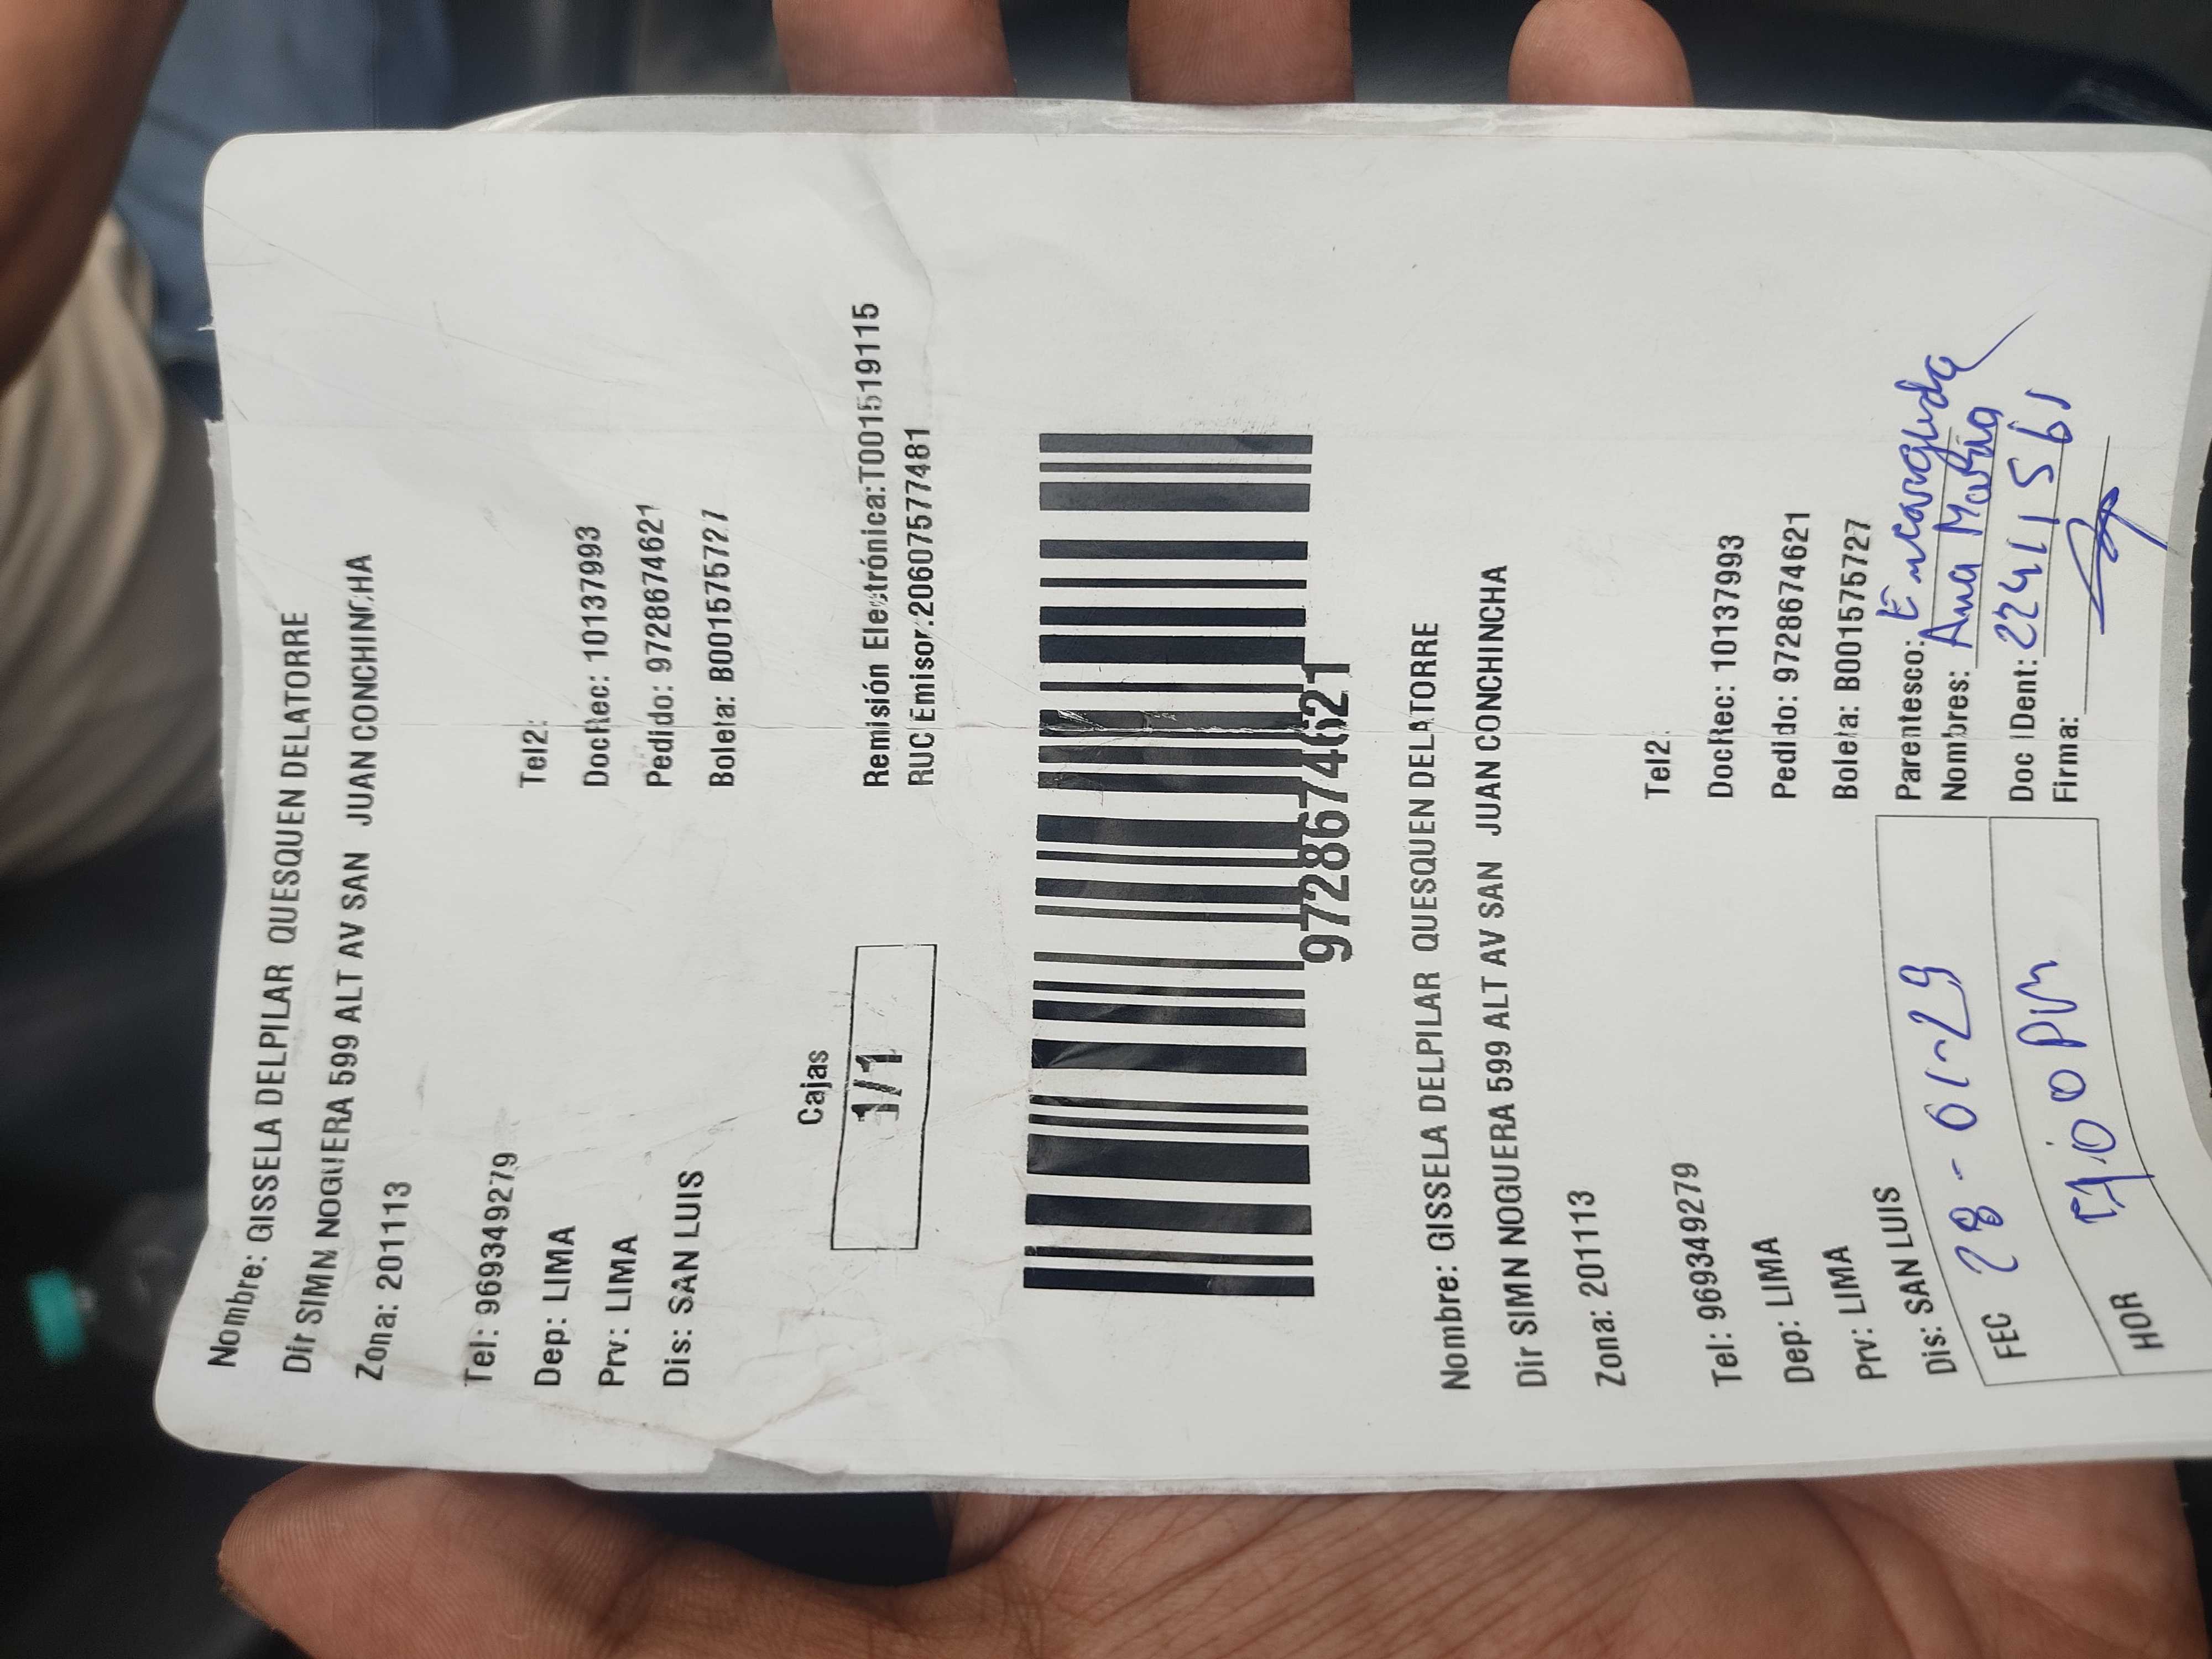 Nombre: GISSELA DELPILAR QUESQUEN DELATORRE
Dir SIMN NOGUERA 599 ALT AV SAN JUAN CONCHINCHA
Zona: 201113
Tel: 969349279 Tel2:
Dep: LIMA DocRec: 10137993
Prv: LIMA Pedido: 9728674621
Dis: SAN LUIS Boleta: B001575727
Cajas
1/1
Remisión Electrónica:T001519115
RUC Emisor:20607577481
9728674621
Nombre: GISSELA DELPILAR QUESQUEN DELATORRE
Dir SIMN NOGUERA 599 ALT AV SAN JUAN CONCHINCHA
Zona: 201113
Tel2:
Tel: 969349279 DocRec: 10137993
Dep: LIMA Pedido: 9728674621
Prv: LIMA Boleta: B001575727
Dis: SAN LUIS Parentesco: Encargada
Nombres: Ana Maria
FEC 28-01-29
Doc IDent:
Firma:
HOR PM